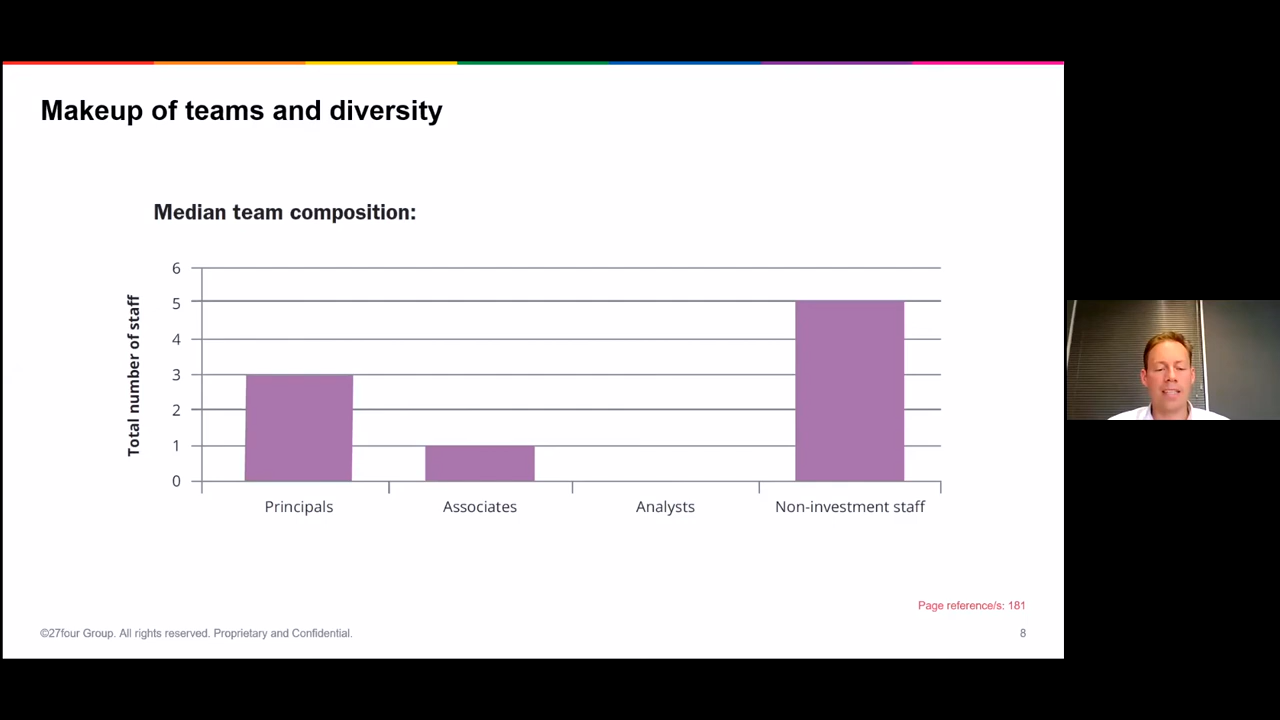 Makeup of teams and diversity
Median team composition:
Total number of staff
6
5
4
3
2
1
0
Principals
Associates
Analysts
Non-investment staff
Page reference/s: 181
©27four Group. All rights reserved. Proprietary and Confidential.
8